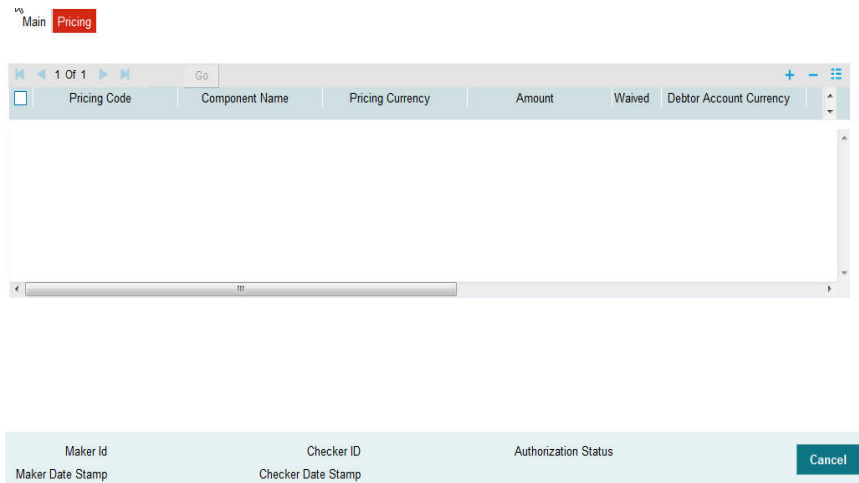 Main Pricing
1 Of 1 Go
Pricing Code Component Name Pricing Currency Amount Waived Debtor Account Currency
Maker Id Checker ID Authorization Status
Cancel
Maker Date Stamp Checker Date Stamp